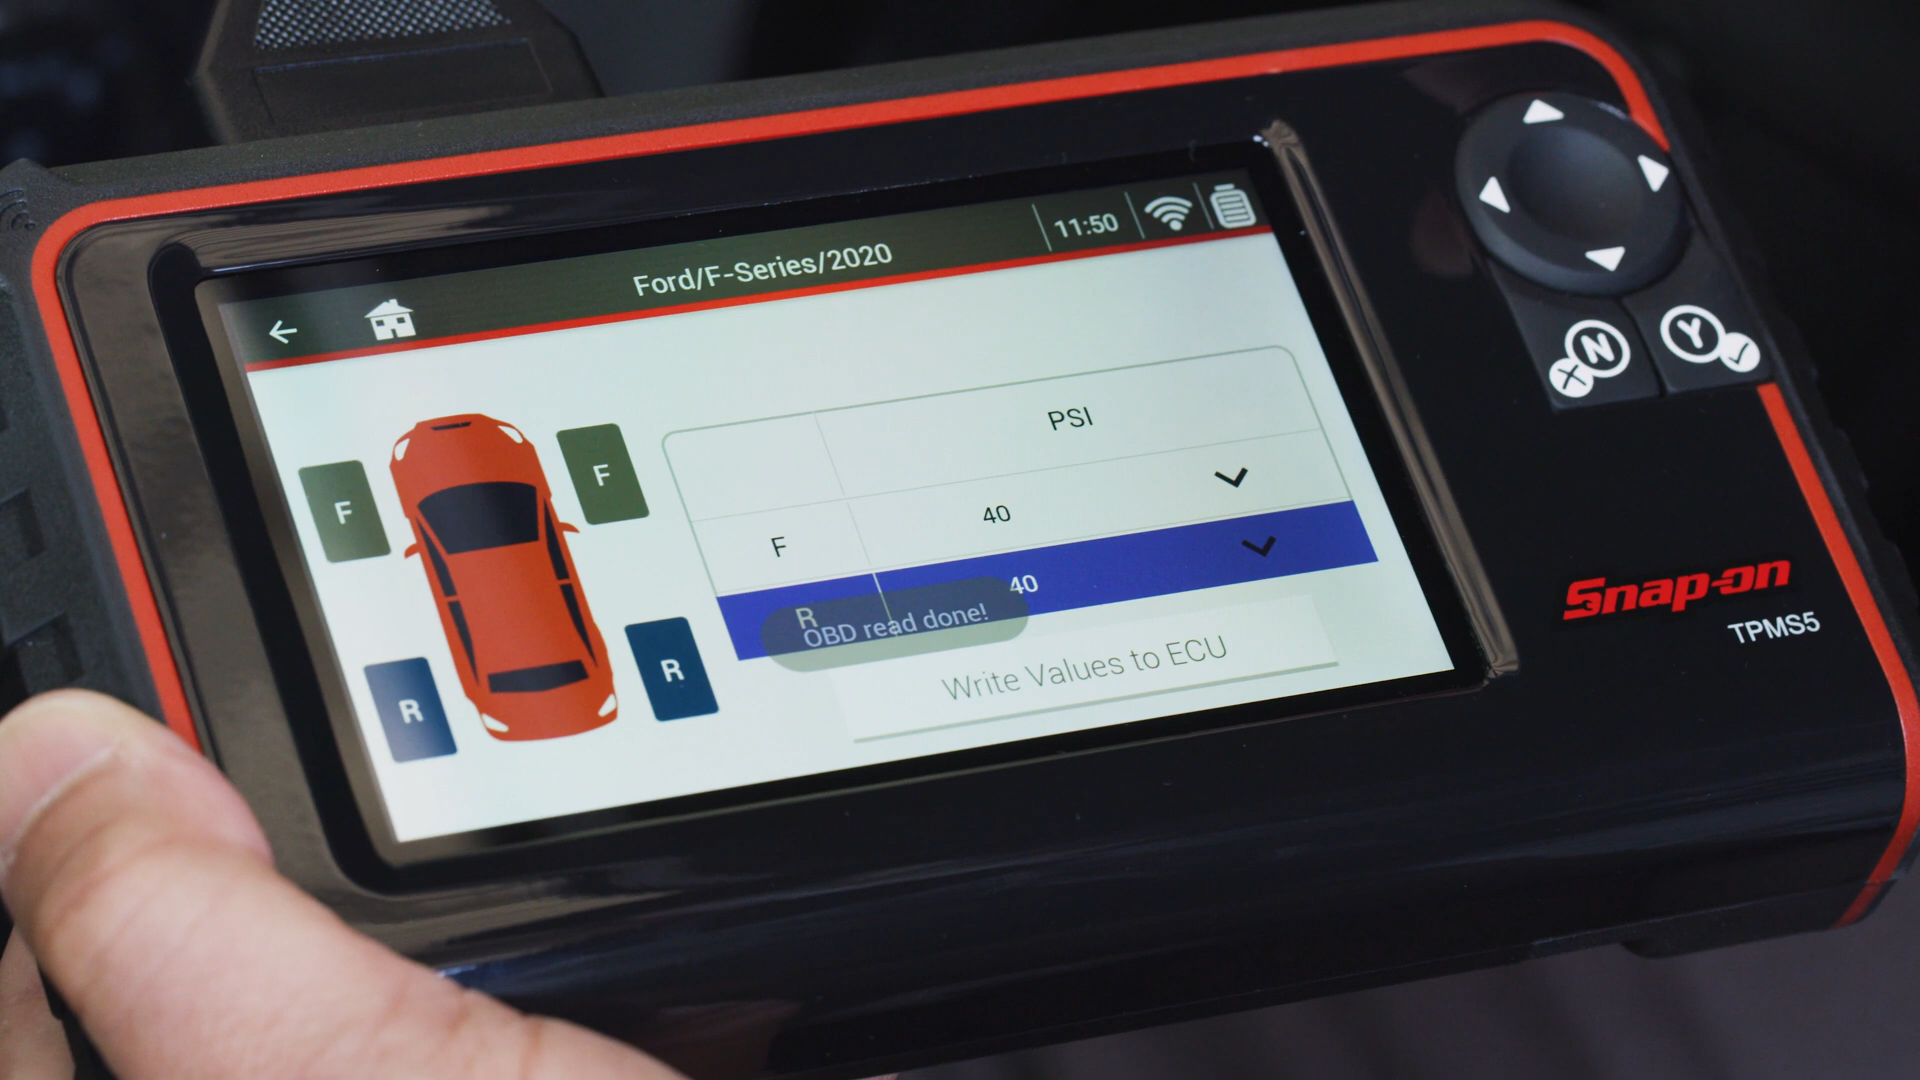 11:50
Ford/F-Series/2020
PSI
F
F
F 40
R 40
OBD read done!
R
R
Write Values to ECU
N
Y
Snap-on
TPMS5